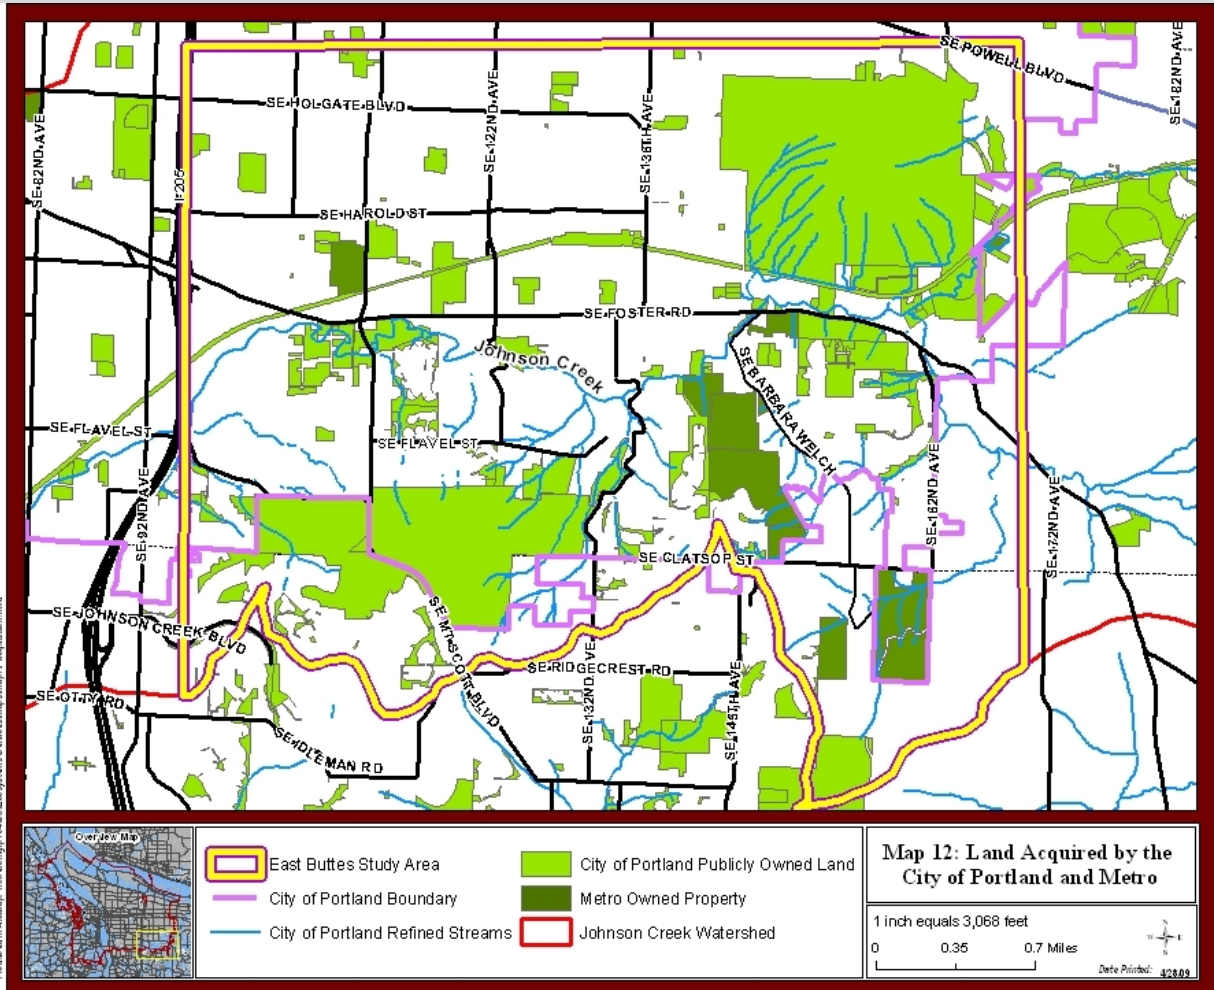 SE POWELL BLVD
SE 182ND AVE
SE HOLGATE BLVD
SE 82ND AVE
SE 122ND AVE
SE 136TH AVE
I-205
SE HAROLD ST
SE FOSTER RD
Johnson Creek
SE BARBARA WELCH
SE FLAVEL ST
SE FLAVEL ST
SE 92ND AVE
SE 162ND AVE
SE 172ND AVE
SE CLATSOP ST
SE JOHNSON CREEK BLVD
SE MT SCOTT BLVD
SE RIDGECREST RD
SE OTTY RD
SE 132ND AVE
SE 145TH AVE
SE IDLEMAN RD
Overview Map
East Buttes Study Area
City of Portland Boundary
City of Portland Refined Streams
City of Portland Publicly Owned Land
Metro Owned Property
Johnson Creek Watershed
Map 12: Land Acquired by the
City of Portland and Metro
1 inch equals 3,068 feet
0 0.35 0.7 Miles
N
W E
S
Date Printed: 4/28/09